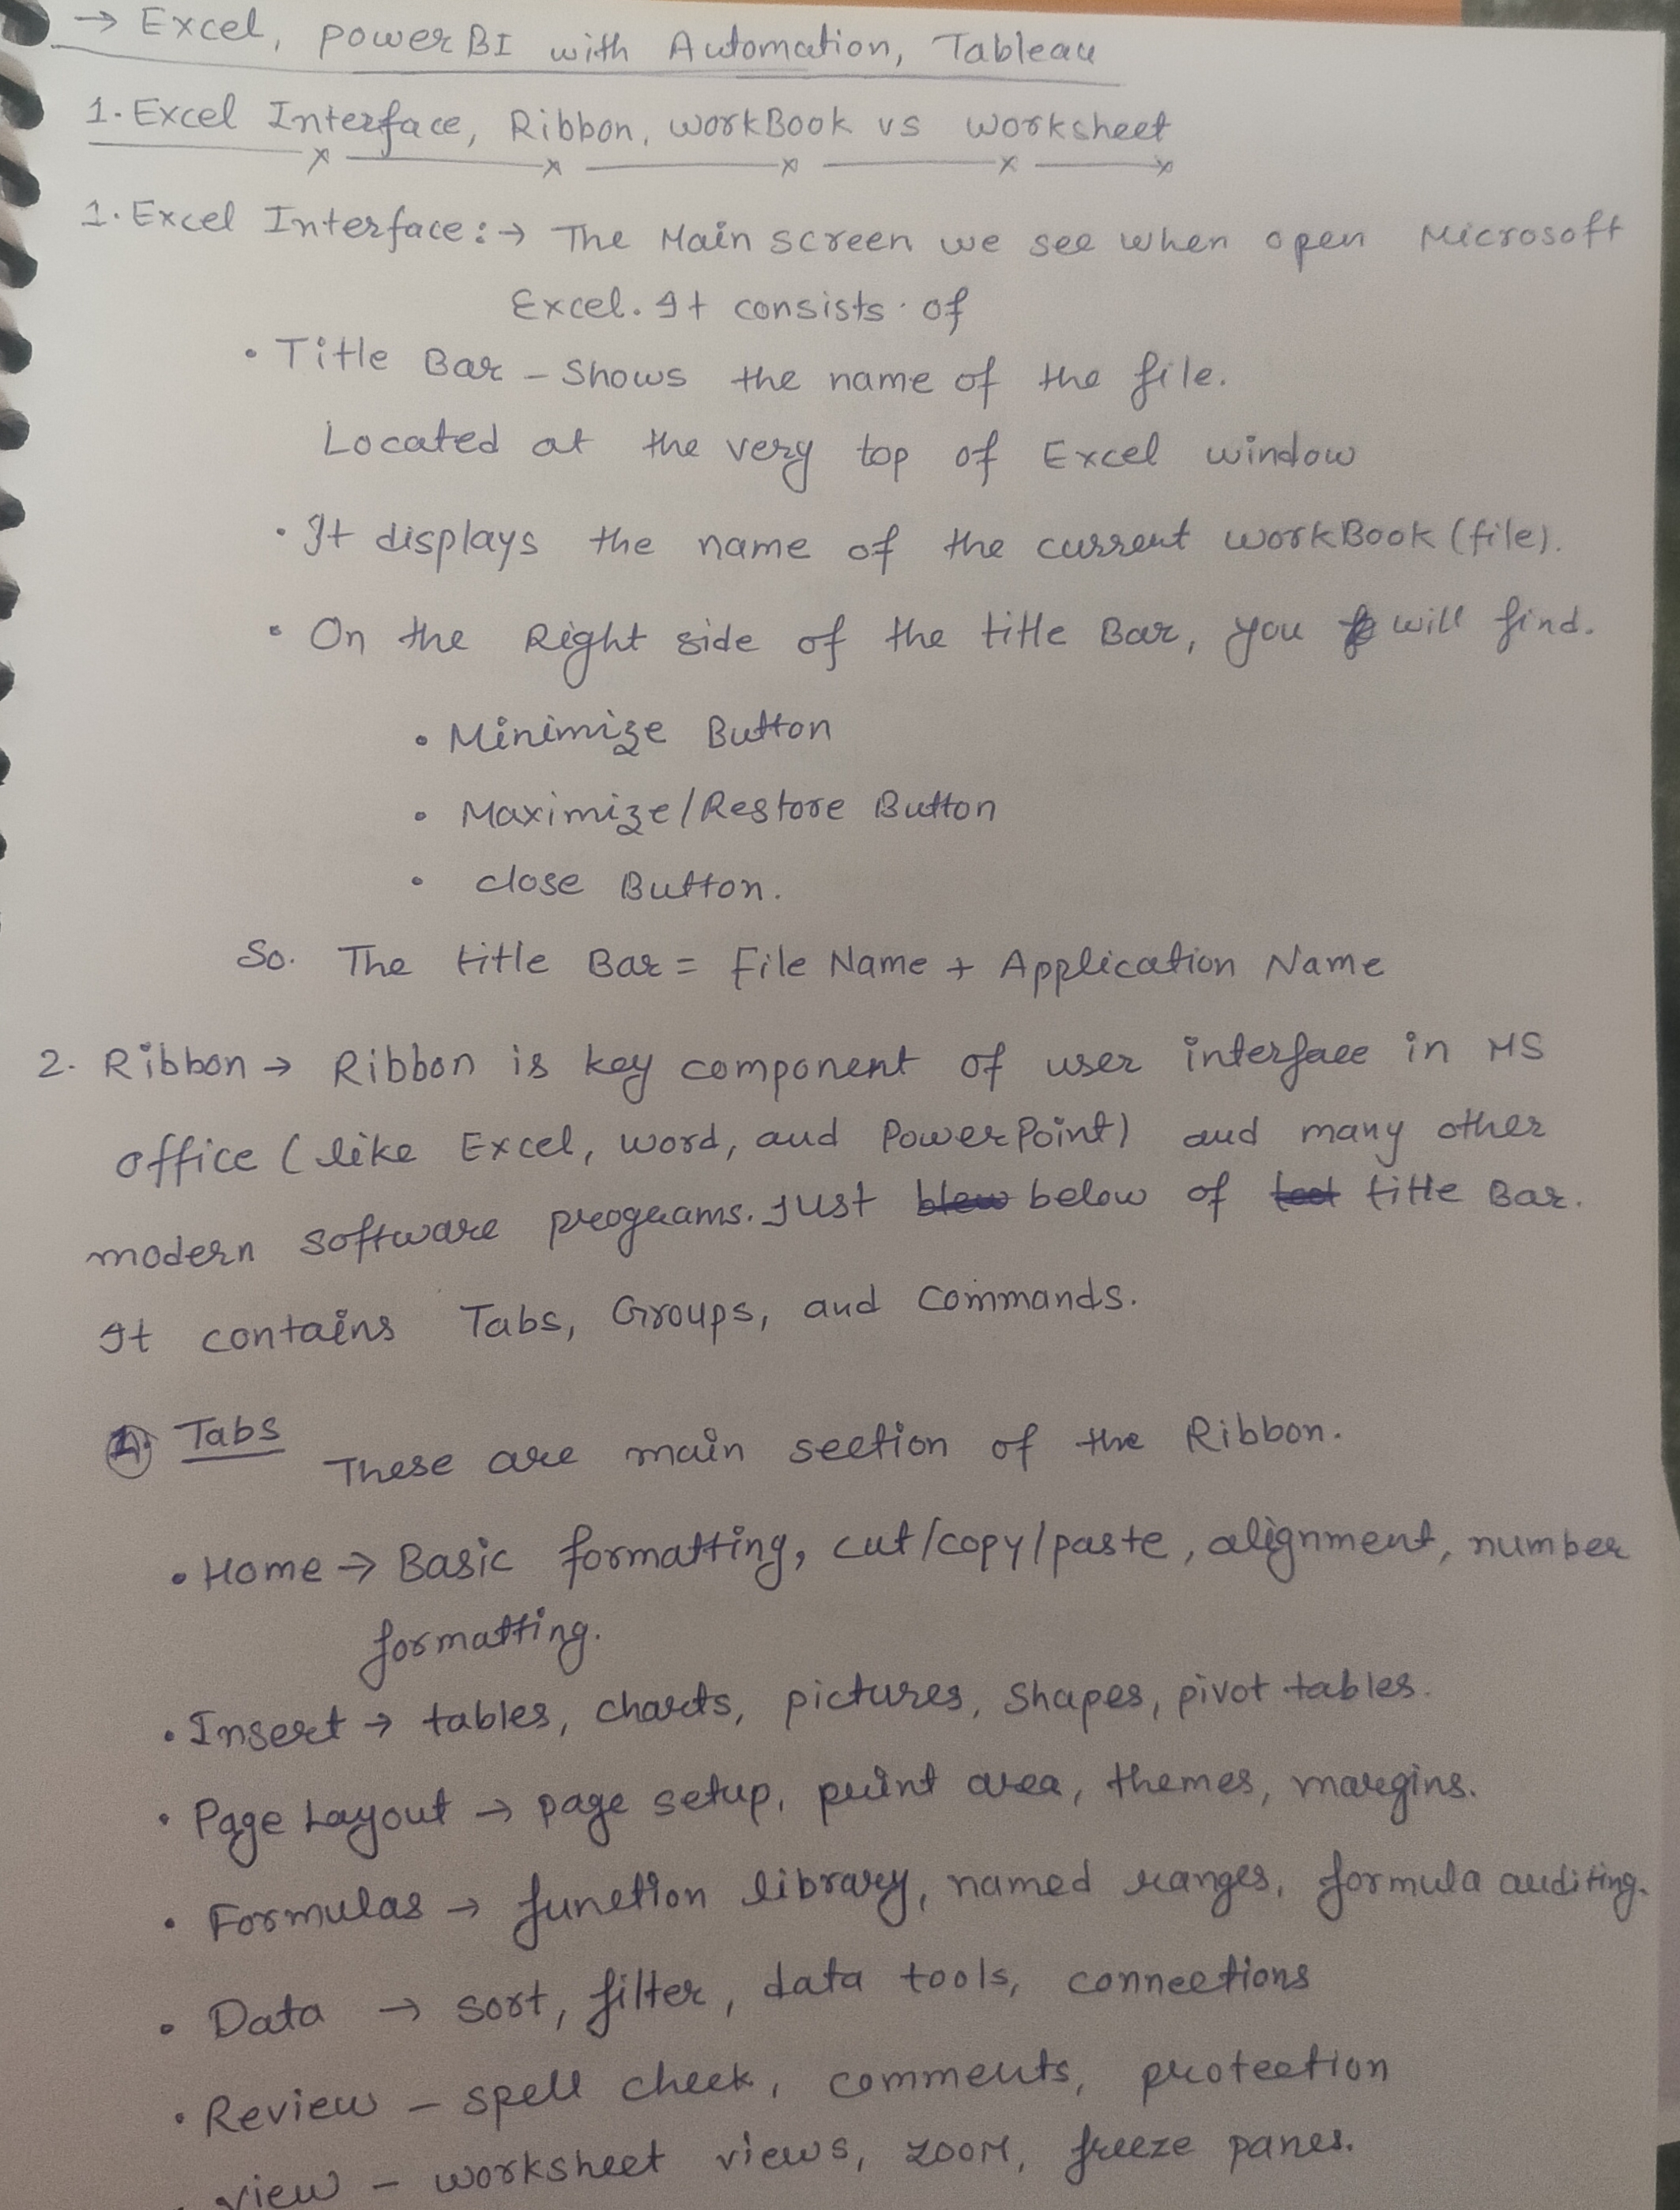 → Excel, power BI with Automation, Tableau
1. Excel Interface, Ribbon, workBook vs worksheet
1. Excel Interface :→ The Main screen we see when open Microsoft
Excel. It consists of
• Title Bar – Shows the name of the file.
Located at the very top of Excel window
• It displays the name of the current workBook (file).
• On the Right side of the title Bar, you will find.
• Minimize Button
• Maximize/Restore Button
• close Button.
So. The title Bar = File Name + Application Name
2. Ribbon → Ribbon is key component of user interface in MS
office (like Excel, word, and PowerPoint) and many other
modern software programs. Just blew below of title Bar.
It contains Tabs, Groups, and Commands.
1. Tabs These are main section of the Ribbon.
• Home → Basic formatting, cut/copy/paste, alignment, number
formatting.
• Insert → tables, charts, pictures, Shapes, pivot tables.
• Page Layout → page setup, print area, themes, margins.
• Formulas → function library, named ranges, formula auditing.
• Data → sort, filter, data tools, connections
• Review – spell check, comments, protection
• view – worksheet views, zoom, freeze panes.